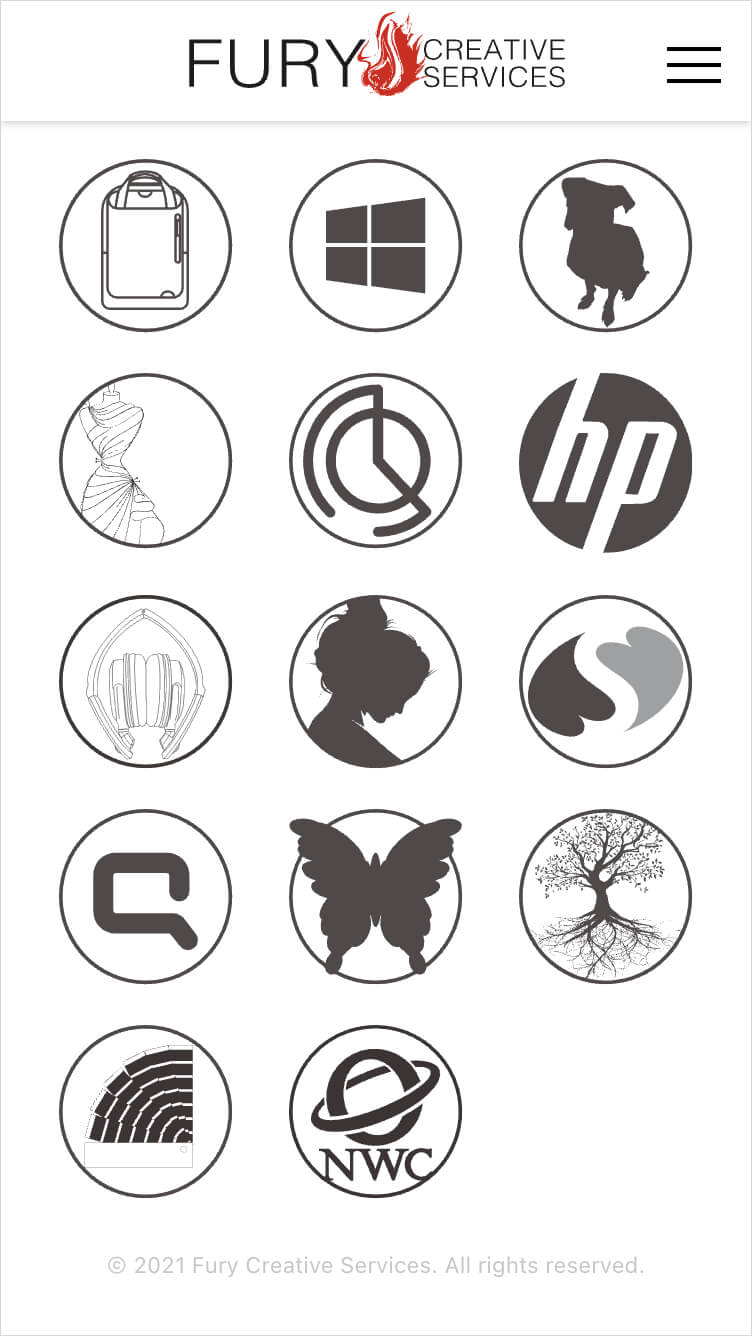 FURY CREATIVE
SERVICES
hp
NWC
© 2021 Fury Creative Services. All rights reserved.